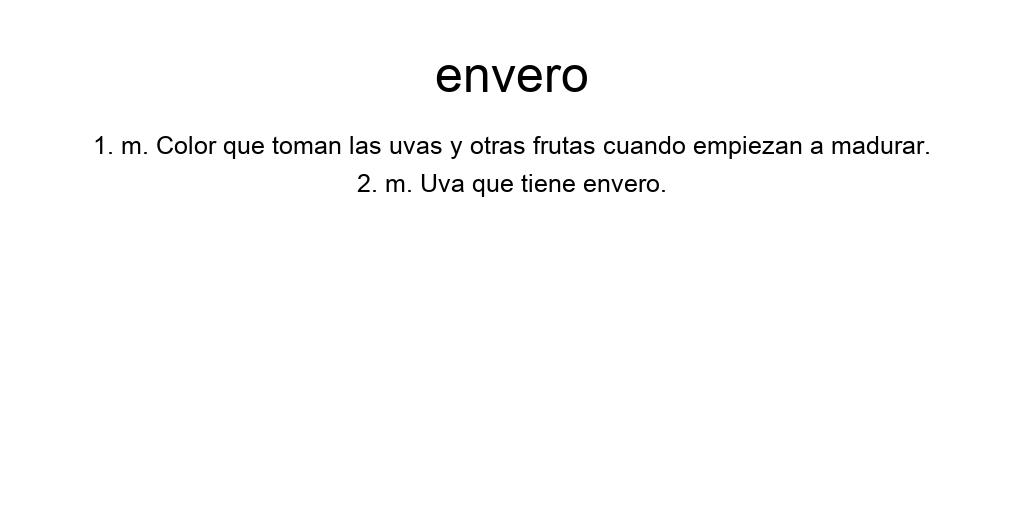 envero
1. m. Color que toman las uvas y otras frutas cuando empiezan a madurar.
2. m. Uva que tiene envero.